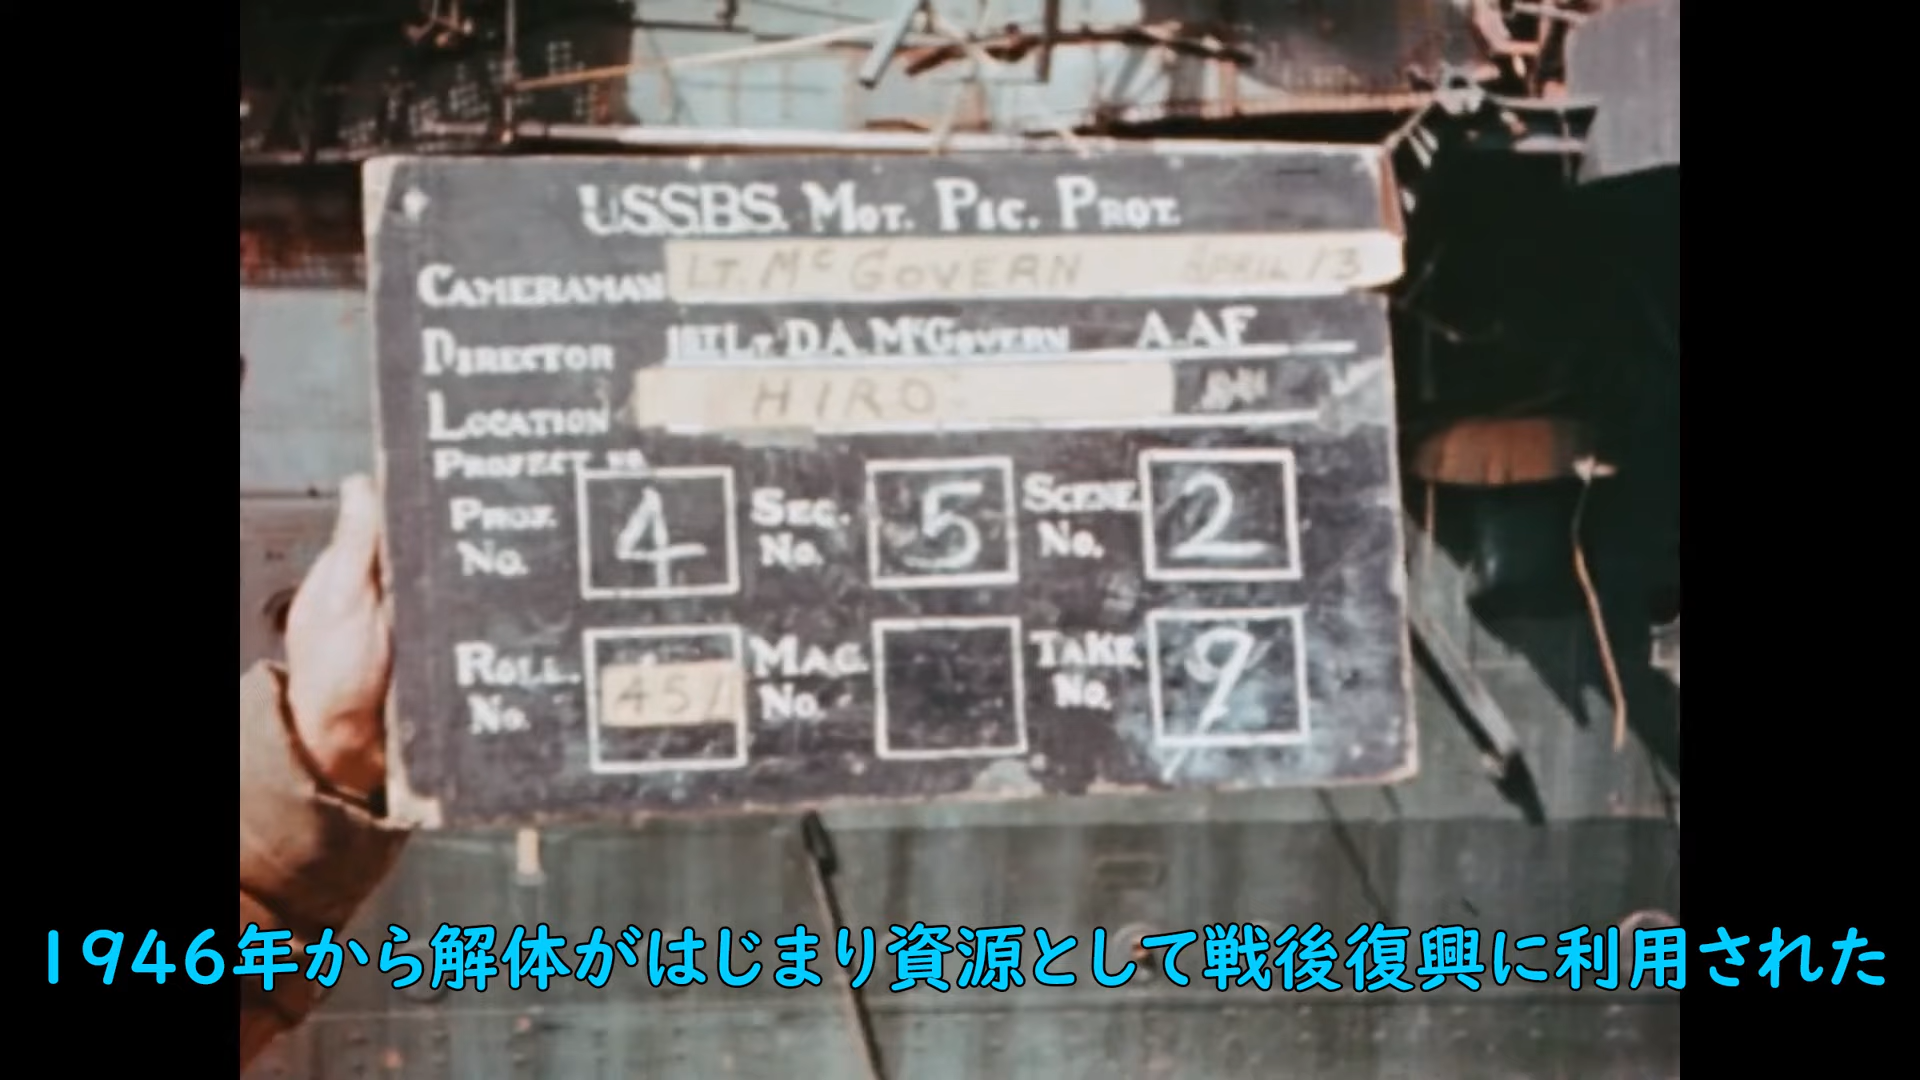 U.S.S.B.S. MOT. PIC. PROT.
CAMERAMAN LT. MCGOVERN APRIL 13
DIRECTOR 1ST LT. D.A. MCGOVERN A.A.F.
LOCATION HIRO
PROJECT NO.
PROJ. NO. 4 SEC. NO. 5 SCENE NO. 2
ROLL. NO. 451 MAG. NO. TAKE NO. 9
1946年から解体がはじまり資源として戦後復興に利用された